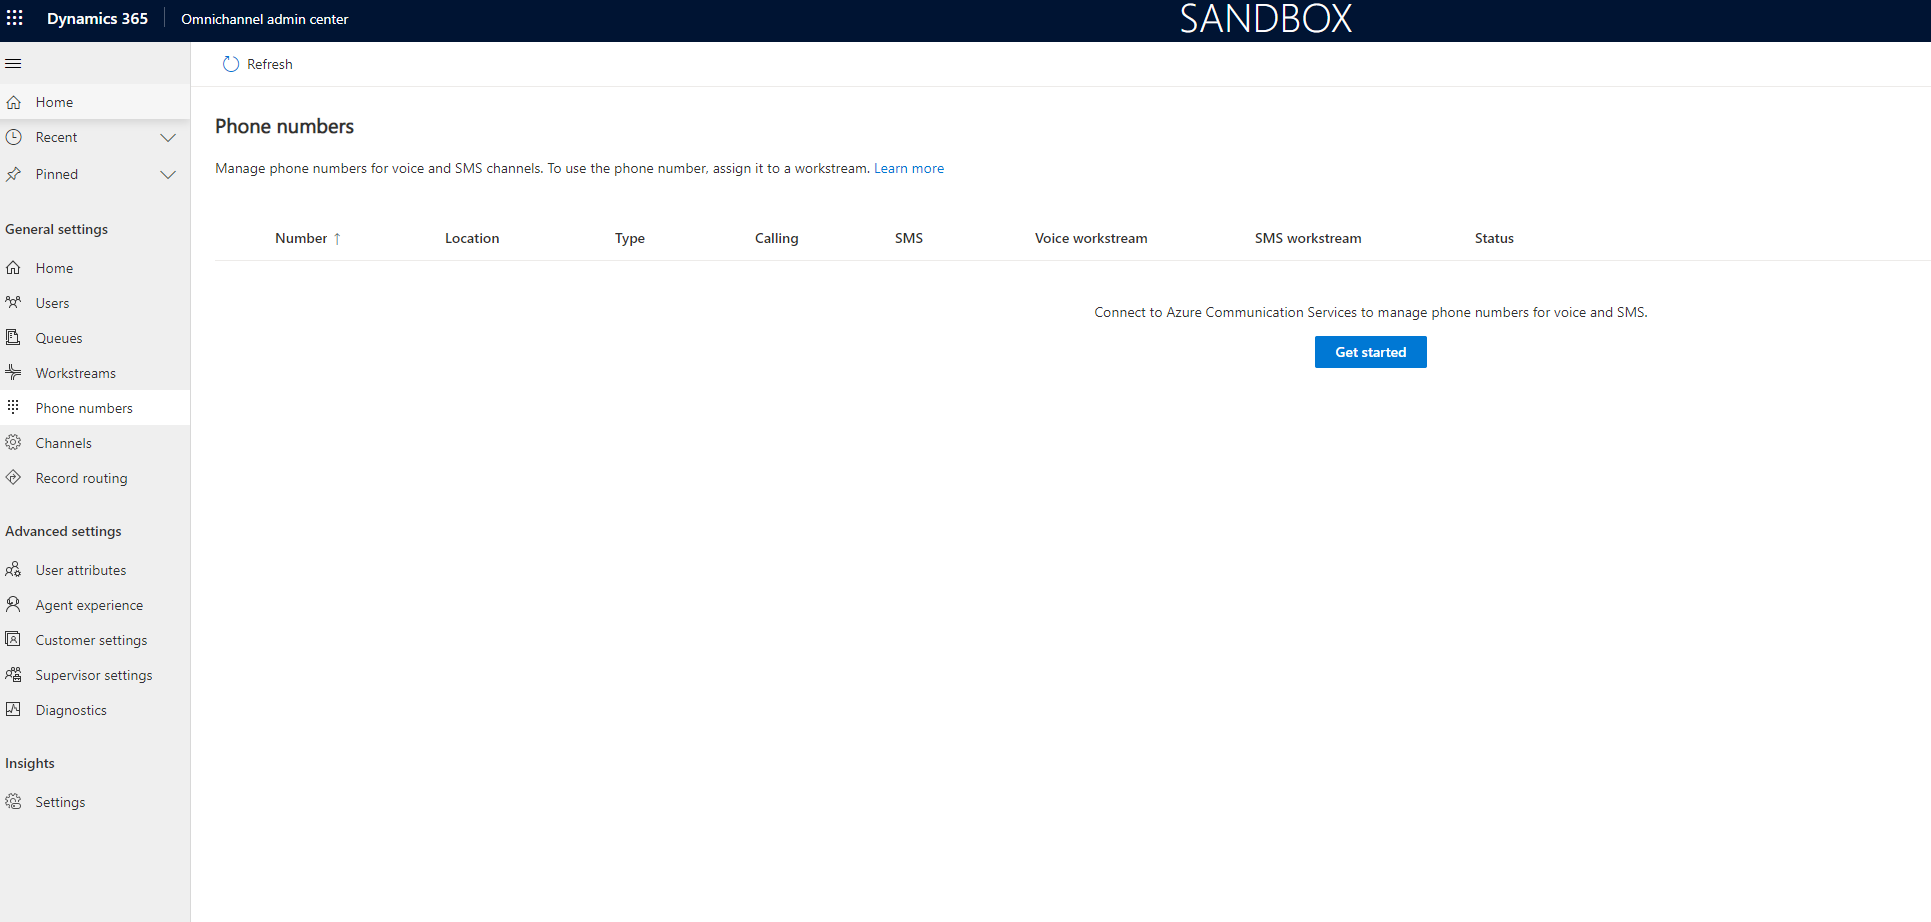 Dynamics 365
Omnichannel admin center
SANDBOX
Refresh
Home
Recent
Pinned
General settings
Home
Users
Queues
Workstreams
Phone numbers
Channels
Record routing
Advanced settings
User attributes
Agent experience
Customer settings
Supervisor settings
Diagnostics
Insights
Settings
Phone numbers
Manage phone numbers for voice and SMS channels. To use the phone number, assign it to a workstream. Learn more
Number ↑ Location Type Calling SMS Voice workstream SMS workstream Status
Connect to Azure Communication Services to manage phone numbers for voice and SMS.
Get started